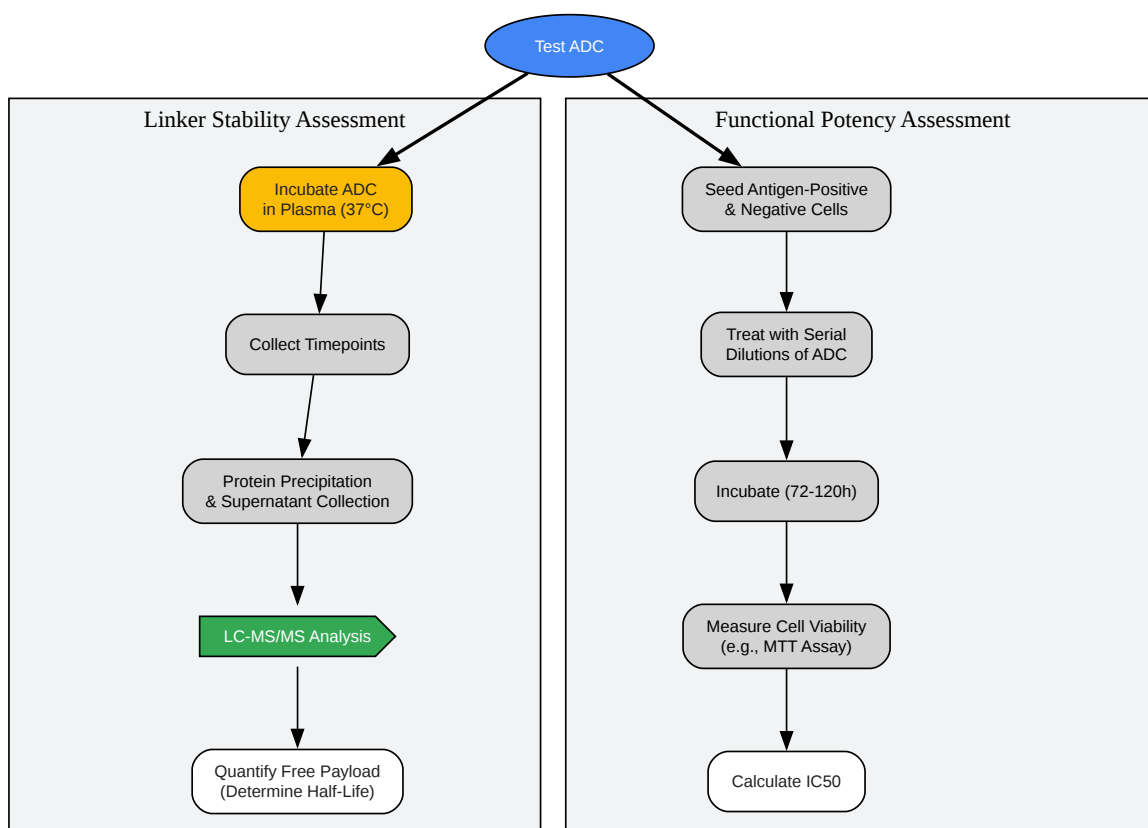 Test ADC
Linker Stability Assessment
Incubate ADC
in Plasma (37°C)
Collect Timepoints
Protein Precipitation
& Supernatant Collection
LC-MS/MS Analysis
Quantify Free Payload
(Determine Half-Life)
Functional Potency Assessment
Seed Antigen-Positive
& Negative Cells
Treat with Serial
Dilutions of ADC
Incubate (72-120h)
Measure Cell Viability
(e.g., MTT Assay)
Calculate IC50